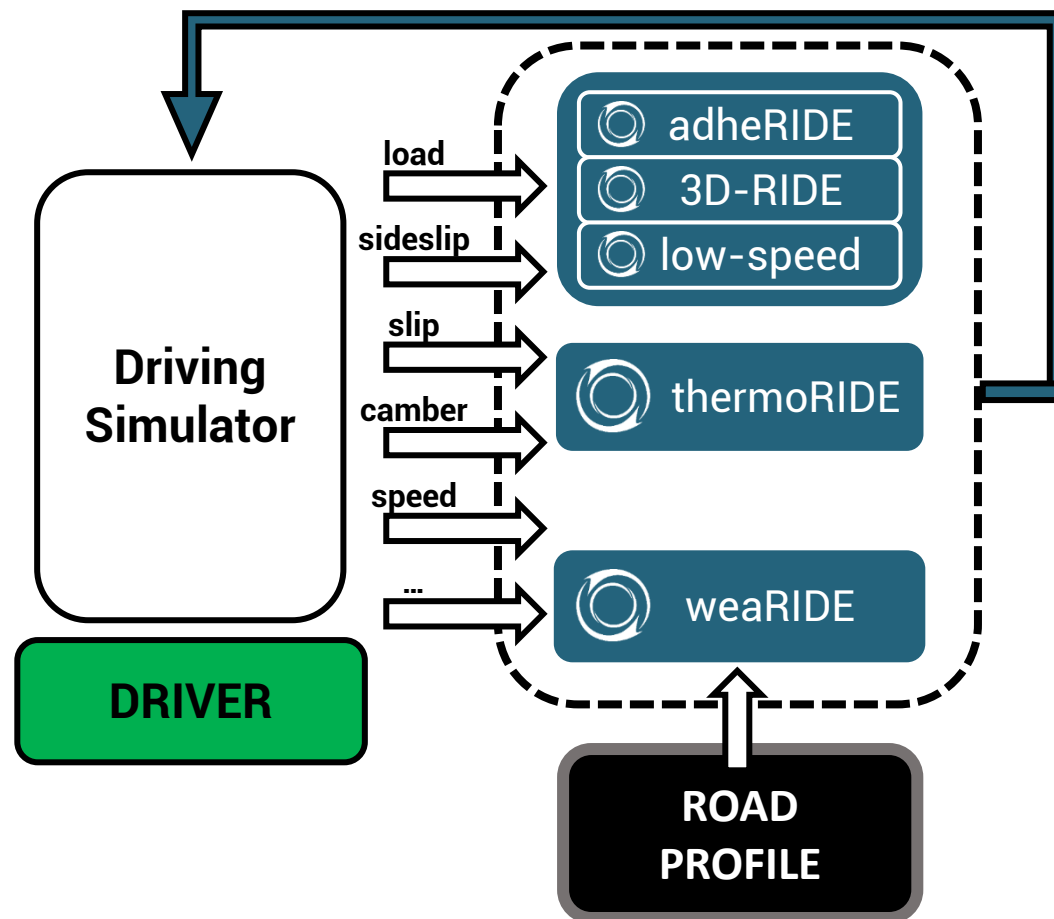 Driving
Simulator
DRIVER
load
sideslip
slip
camber
speed
...
adheRIDE
3D-RIDE
low-speed
thermoRIDE
weaRIDE
ROAD
PROFILE